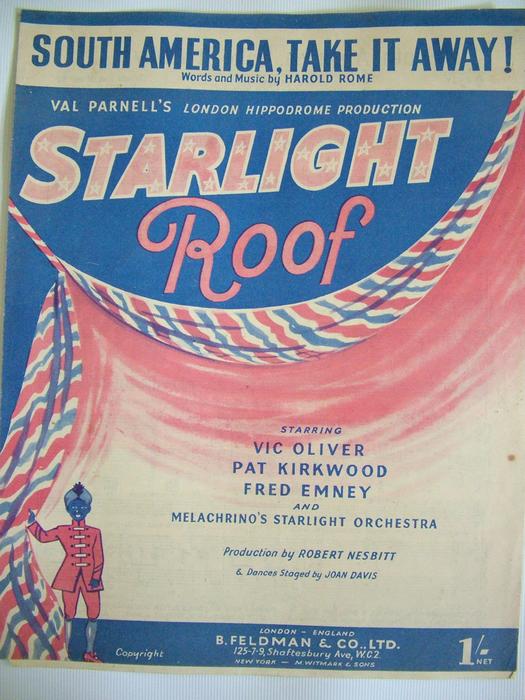 SOUTH AMERICA, TAKE IT AWAY!
Words and Music by HAROLD ROME
VAL PARNELL'S LONDON HIPPODROME PRODUCTION
STARLIGHT
Roof
STARRING
VIC OLIVER
PAT KIRKWOOD
FRED EMNEY
AND
MELACHRINO'S STARLIGHT ORCHESTRA
Production by ROBERT NESBITT
& Dances Staged by JOAN DAVIS
LONDON - ENGLAND
B. FELDMAN & CO., LTD.
125-7-9, Shaftesbury Ave, W.C.2.
NEW YORK — M. WITMARK & SONS
Copyright
1/- NET